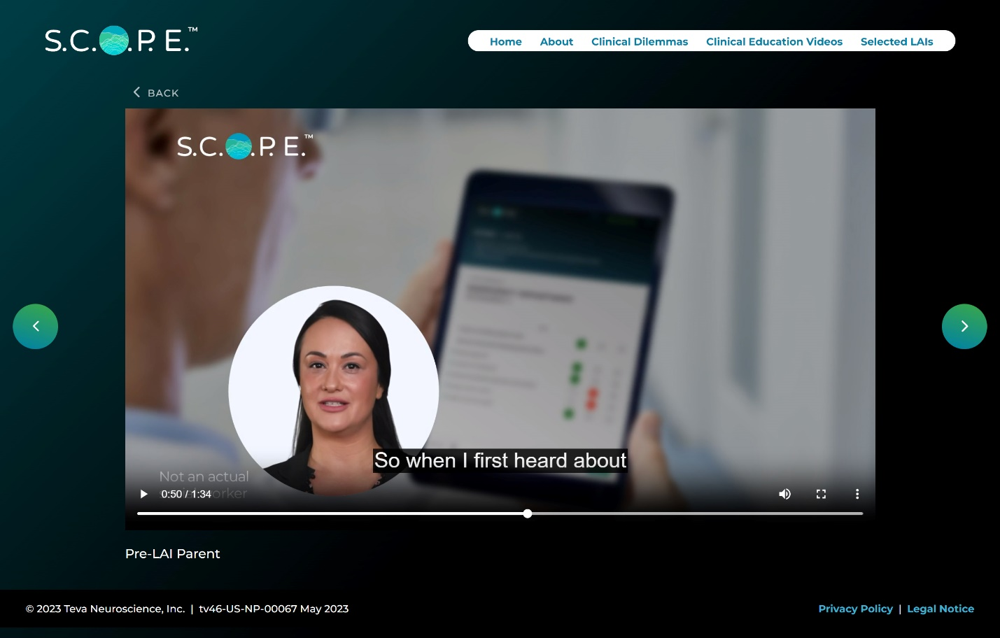 S.C.O.P.E.™
Home About Clinical Dilemmas Clinical Education Videos Selected LAIs
BACK
S.C.O.P.E.™
So when I first heard about
Not an actual
social worker
0:50 / 1:34
Pre-LAI Parent
© 2023 Teva Neuroscience, Inc. | tv46-US-NP-00067 May 2023
Privacy Policy | Legal Notice